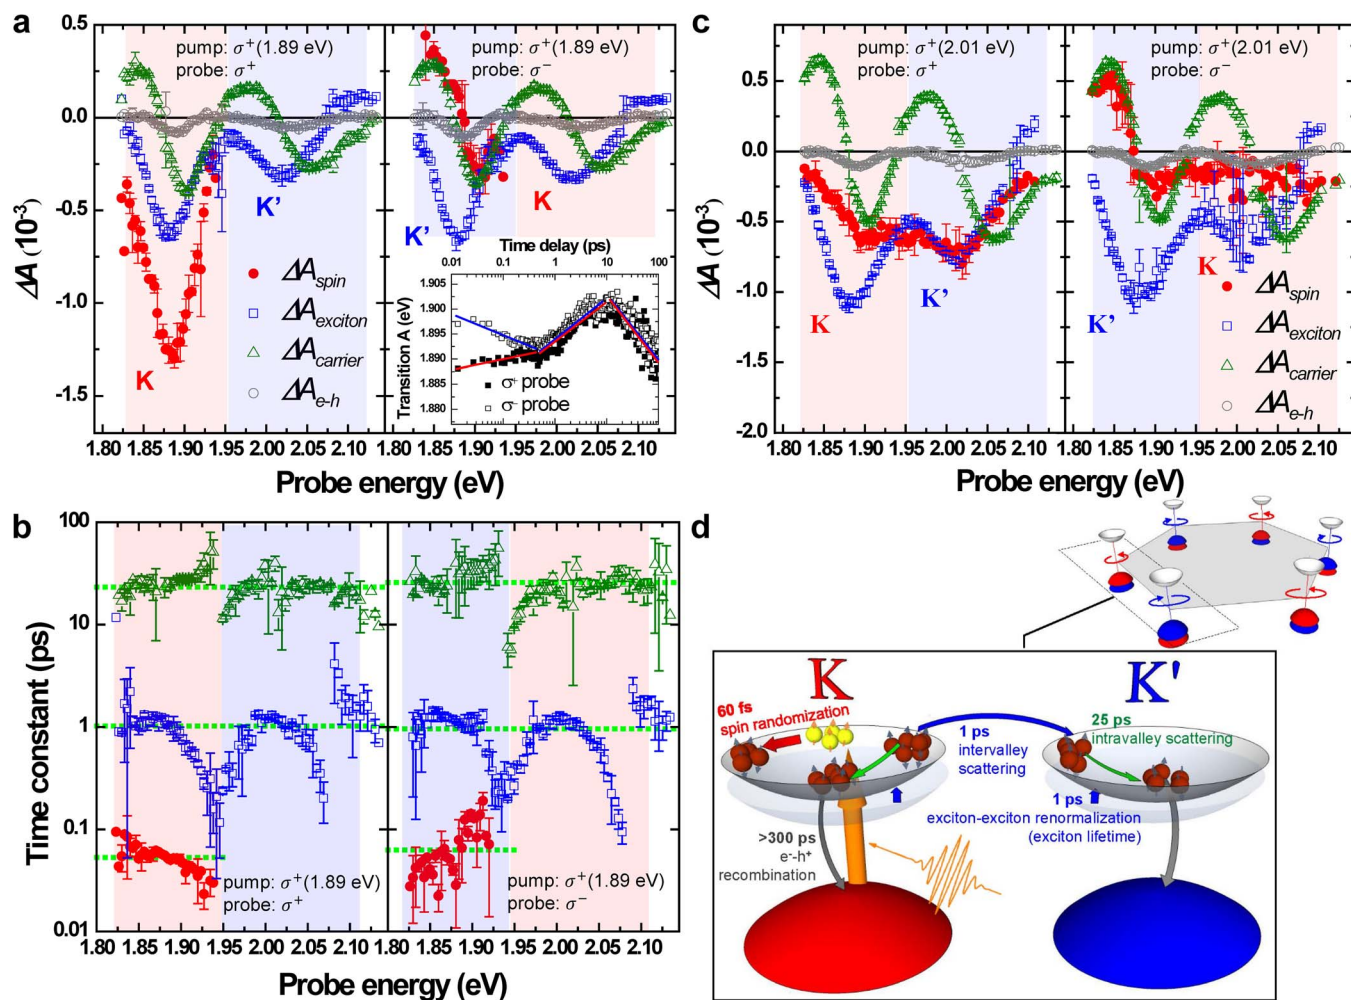 a
pump: σ⁺(1.89 eV)
probe: σ⁺
pump: σ⁺(1.89 eV)
probe: σ⁻
0.5
0.0
-0.5
-1.0
-1.5
ΔA (10⁻³)
K
K'
K'
K
ΔA_spin
ΔA_exciton
ΔA_carrier
ΔA_e-h
Time delay (ps)
0.01 0.1 1 10 100
Transition A (eV)
1.905
1.900
1.895
1.890
1.885
1.880
σ⁺ probe
σ⁻ probe
1.80 1.85 1.90 1.95 2.00 2.05 2.10 1.85 1.90 1.95 2.00 2.05 2.10
Probe energy (eV)
c
pump: σ⁺(2.01 eV)
probe: σ⁺
pump: σ⁺(2.01 eV)
probe: σ⁻
0.5
0.0
-0.5
-1.0
-1.5
-2.0
ΔA (10⁻³)
K
K'
K'
K
ΔA_spin
ΔA_exciton
ΔA_carrier
ΔA_e-h
1.80 1.85 1.90 1.95 2.00 2.05 2.10 1.85 1.90 1.95 2.00 2.05 2.10
Probe energy (eV)
b
100
10
1
0.1
0.01
Time constant (ps)
pump: σ⁺(1.89 eV)
probe: σ⁺
pump: σ⁺(1.89 eV)
probe: σ⁻
1.80 1.85 1.90 1.95 2.00 2.05 2.10 1.85 1.90 1.95 2.00 2.05 2.10
Probe energy (eV)
d
K
K'
60 fs
spin randomization
1 ps
intervalley
scattering
25 ps
intravalley scattering
1 ps
exciton-exciton renormalization
(exciton lifetime)
>300 ps
e⁻-h⁺
recombination